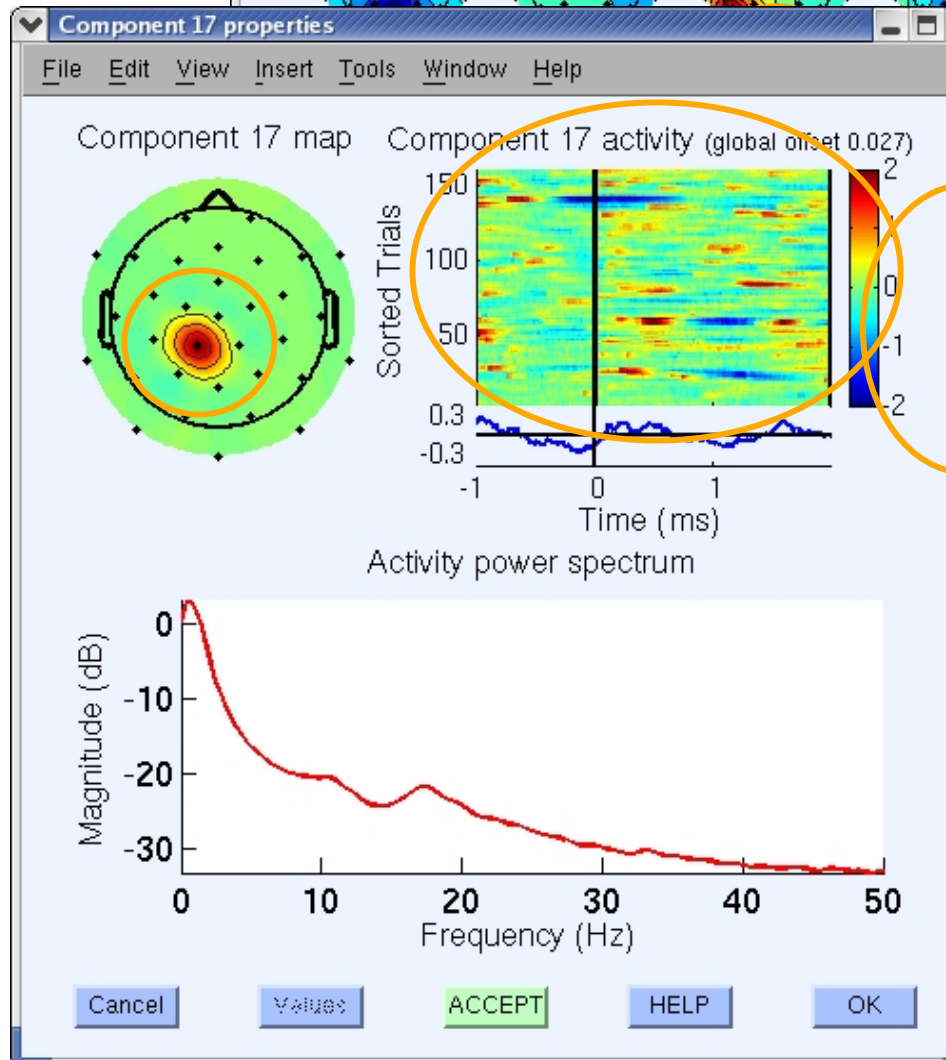 Component 17 properties
File Edit View Insert Tools Window Help
Component 17 map
Component 17 activity (global offset 0.027)
Sorted Trials
150
100
50
2
1
0
-1
-2
0.3
-0.3
-1 0 1
Time (ms)
Activity power spectrum
Magnitude (dB)
0
-10
-20
-30
0 10 20 30 40 50
Frequency (Hz)
Cancel Values ACCEPT HELP OK